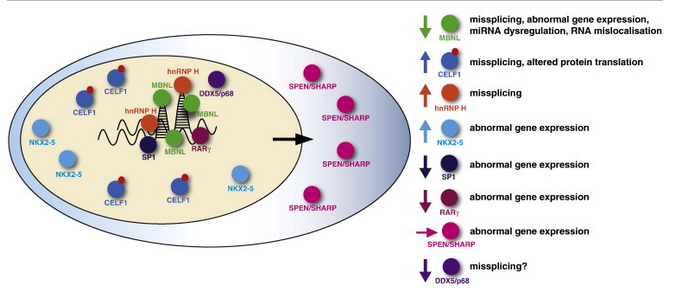 hnRNP H
CELF1
MBNL
DDX5/p68
CELF1
hnRNP H
MBNL
NKX2-5
SP1
MBNL
RARγ
NKX2-5
NKX2-5
CELF1
CELF1
SPEN/SHARP
SPEN/SHARP
SPEN/SHARP
SPEN/SHARP
missplicing, abnormal gene expression,
miRNA dysregulation, RNA mislocalisation
MBNL
missplicing, altered protein translation
CELF1
missplicing
hnRNP H
abnormal gene expression
NKX2-5
abnormal gene expression
SP1
abnormal gene expression
RARγ
abnormal gene expression
SPEN/SHARP
missplicing?
DDX5/p68